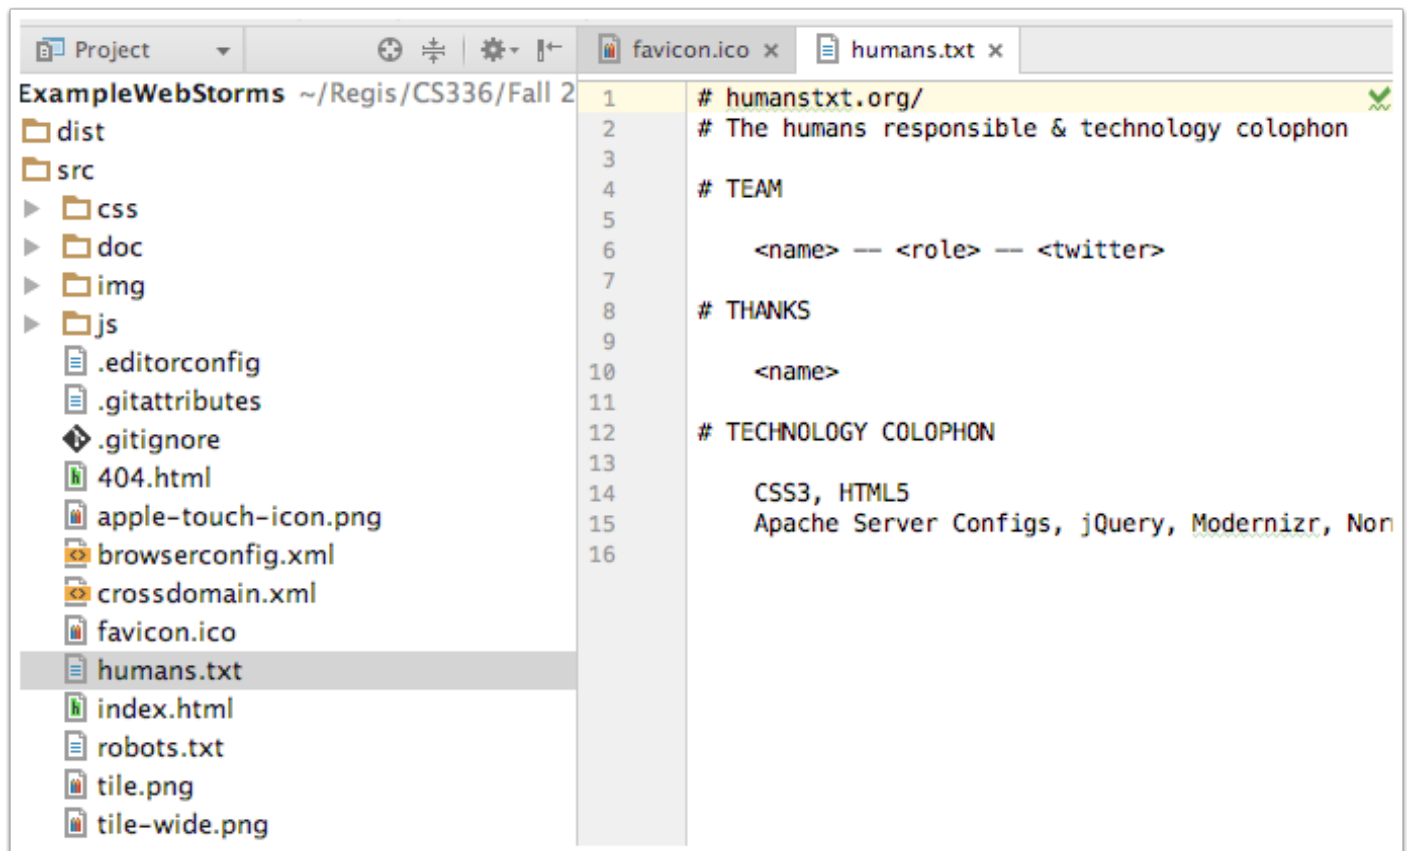 Project
ExampleWebStorms ~/Regis/CS336/Fall 2
dist
src
css
doc
img
js
.editorconfig
.gitattributes
.gitignore
404.html
apple-touch-icon.png
browserconfig.xml
crossdomain.xml
favicon.ico
humans.txt
index.html
robots.txt
tile.png
tile-wide.png
favicon.ico humans.txt
1 # humanstxt.org/
2 # The humans responsible & technology colophon
3
4 # TEAM
5
6 <name> -- <role> -- <twitter>
7
8 # THANKS
9
10 <name>
11
12 # TECHNOLOGY COLOPHON
13
14 CSS3, HTML5
15 Apache Server Configs, jQuery, Modernizr,
16